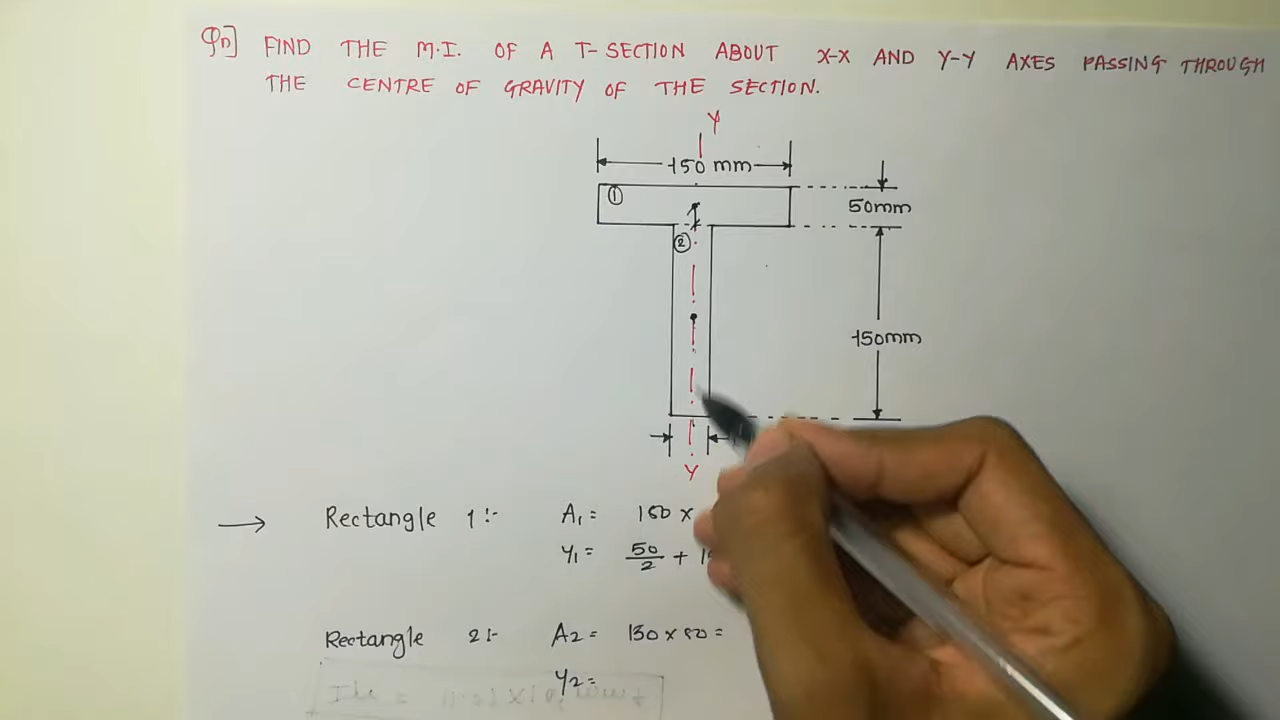 Qn] FIND THE M.I. OF A T-SECTION ABOUT X-X AND Y-Y AXES PASSING THROUGH
THE CENTRE OF GRAVITY OF THE SECTION.
Y
150 mm
①
50mm
②
150mm
Y
→ Rectangle 1:- A1 = 150 ×
Y1 = 50/2 + 1
Rectangle 2:- A2 = 150 × 50 =
Y2 =